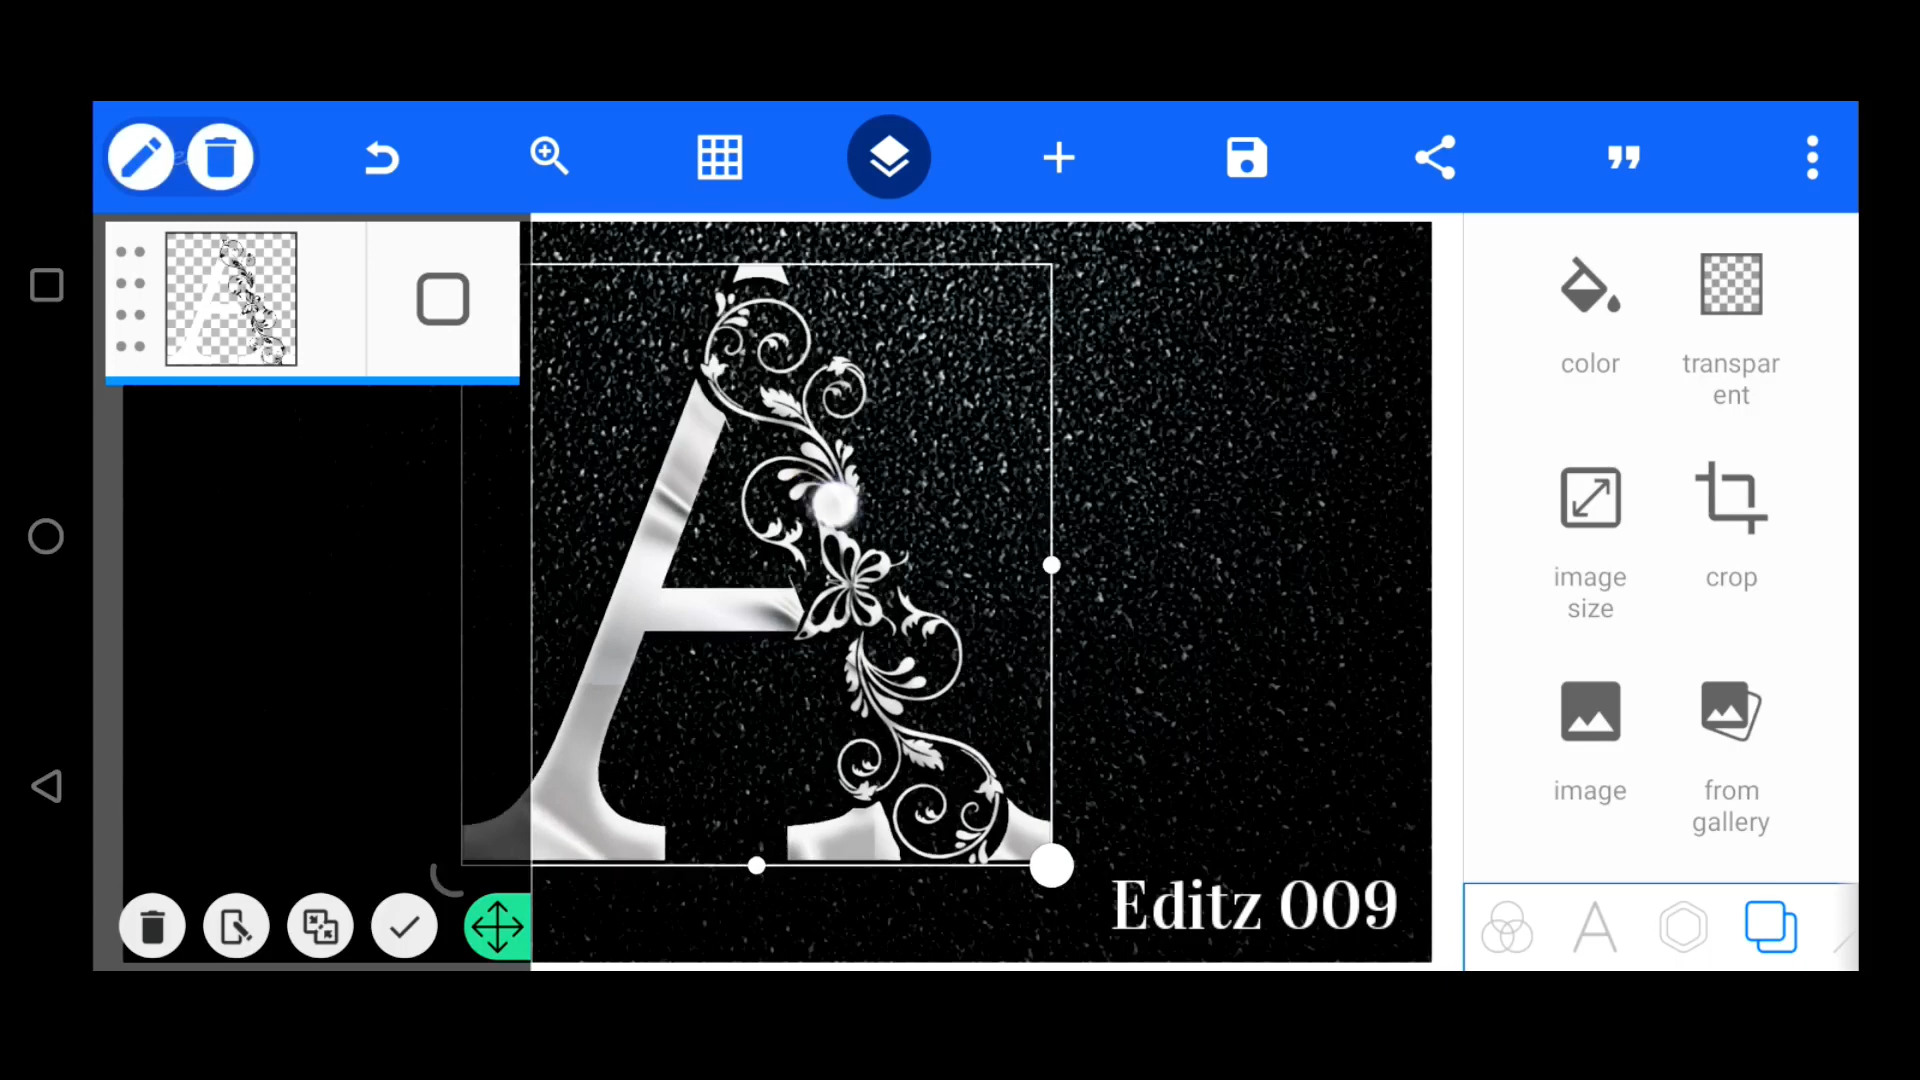 color
transpar
ent
image
size
crop
image
from
gallery
A
Editz 009